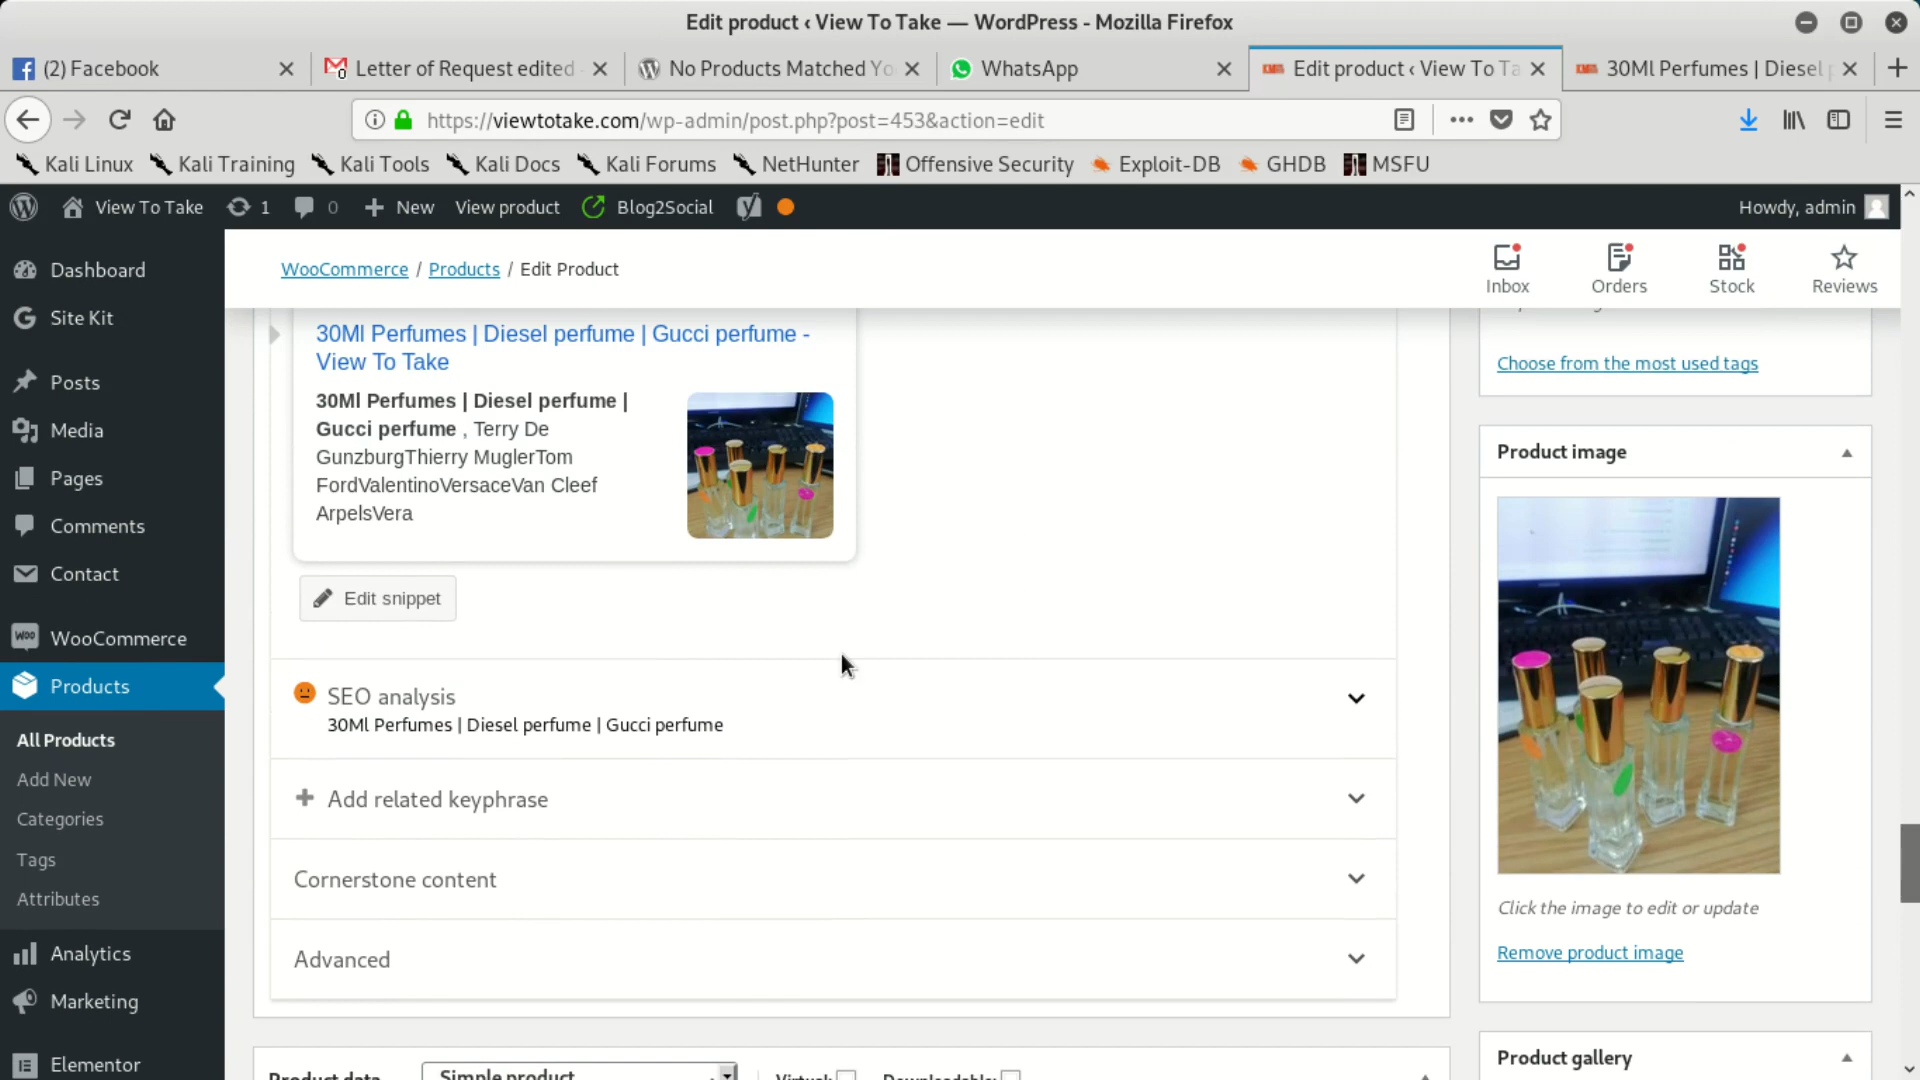 Edit product ‹ View To Take — WordPress - Mozilla Firefox
(2) Facebook
Letter of Request edited
No Products Matched Yo
WhatsApp
Edit product ‹ View To Ta
30Ml Perfumes | Diesel p
https://viewtotake.com/wp-admin/post.php?post=453&action=edit
Kali Linux
Kali Training
Kali Tools
Kali Docs
Kali Forums
NetHunter
Offensive Security
Exploit-DB
GHDB
MSFU
View To Take
1
0
New
View product
Blog2Social
Howdy, admin
Dashboard
Site Kit
Posts
Media
Pages
Comments
Contact
WooCommerce
Products
All Products
Add New
Categories
Tags
Attributes
Analytics
Marketing
Elementor
WooCommerce / Products / Edit Product
Inbox
Orders
Stock
Reviews
30Ml Perfumes | Diesel perfume | Gucci perfume -
View To Take
30Ml Perfumes | Diesel perfume |
Gucci perfume , Terry De
GunzburgThierry MuglerTom
FordValentinoVersaceVan Cleef
ArpelsVera
Edit snippet
SEO analysis
30Ml Perfumes | Diesel perfume | Gucci perfume
Add related keyphrase
Cornerstone content
Advanced
Product data
Simple product
Virtual:
Downloadable:
Choose from the most used tags
Product image
Click the image to edit or update
Remove product image
Product gallery